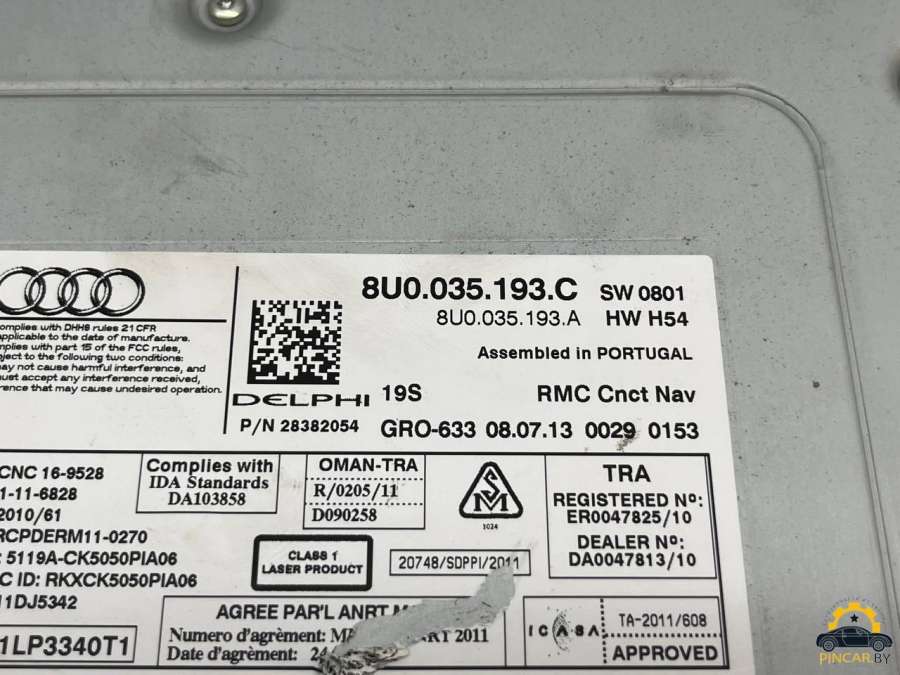 8U0.035.193.C SW 0801
8U0.035.193.A HW H54
Assembled in PORTUGAL
omplies with DHHS rules 21 CFR
applicable to the date of manufacture.
mplies with part 15 of the FCC rules,
ject to the following two conditions:
may not cause harmful interference, and
ust accept any interference received,
rence that may cause undesired operation.
DELPHI 19S RMC Cnct Nav
P/N 28382054 GRO-633 08.07.13 0029 0153
CNC 16-9528
1-11-6828
2010/61
RCPDERM11-0270
: 5119A-CK5050PIA06
C ID: RKXCK5050PIA06
11DJ5342
1LP3340T1
Complies with
IDA Standards
DA103858
OMAN-TRA
R/0205/11
D090258
CLASS 1
LASER PRODUCT
1024
20748/SDPPI/2011
TRA
REGISTERED Nº:
ER0047825/10
DEALER Nº:
DA0047813/10
AGREE PAR'L ANRT M
Numero d'agrèment: M ART 2011
Date d'agrèment: 24
ICASA TA-2011/608
APPROVED
PINCAR.BY